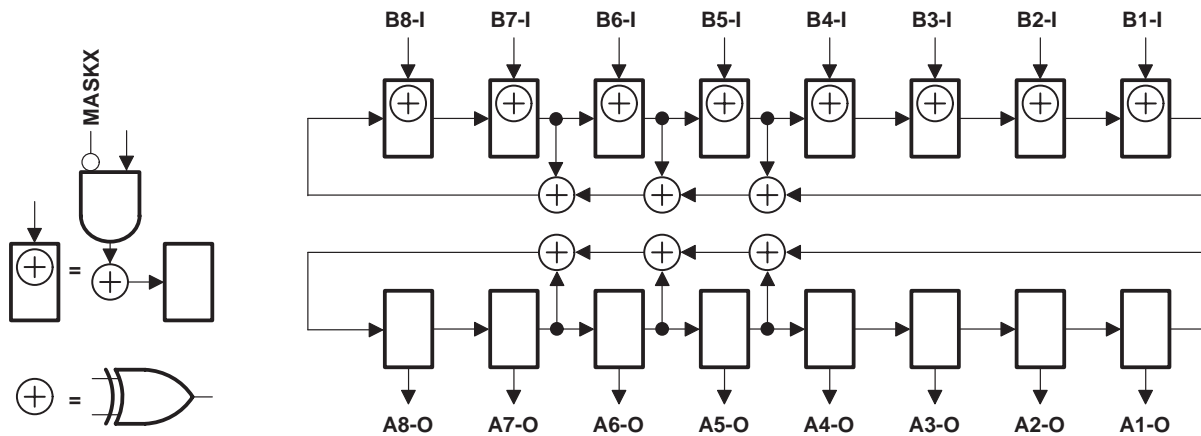 B8-I B7-I B6-I B5-I B4-I B3-I B2-I B1-I
MASKX
=
=
A8-O A7-O A6-O A5-O A4-O A3-O A2-O A1-O